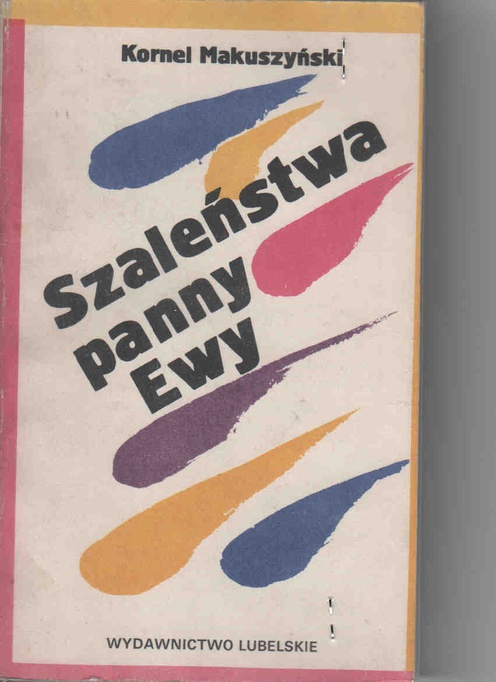 Kornel Makuszyński
Szaleństwa
panny
Ewy
WYDAWNICTWO LUBELSKIE